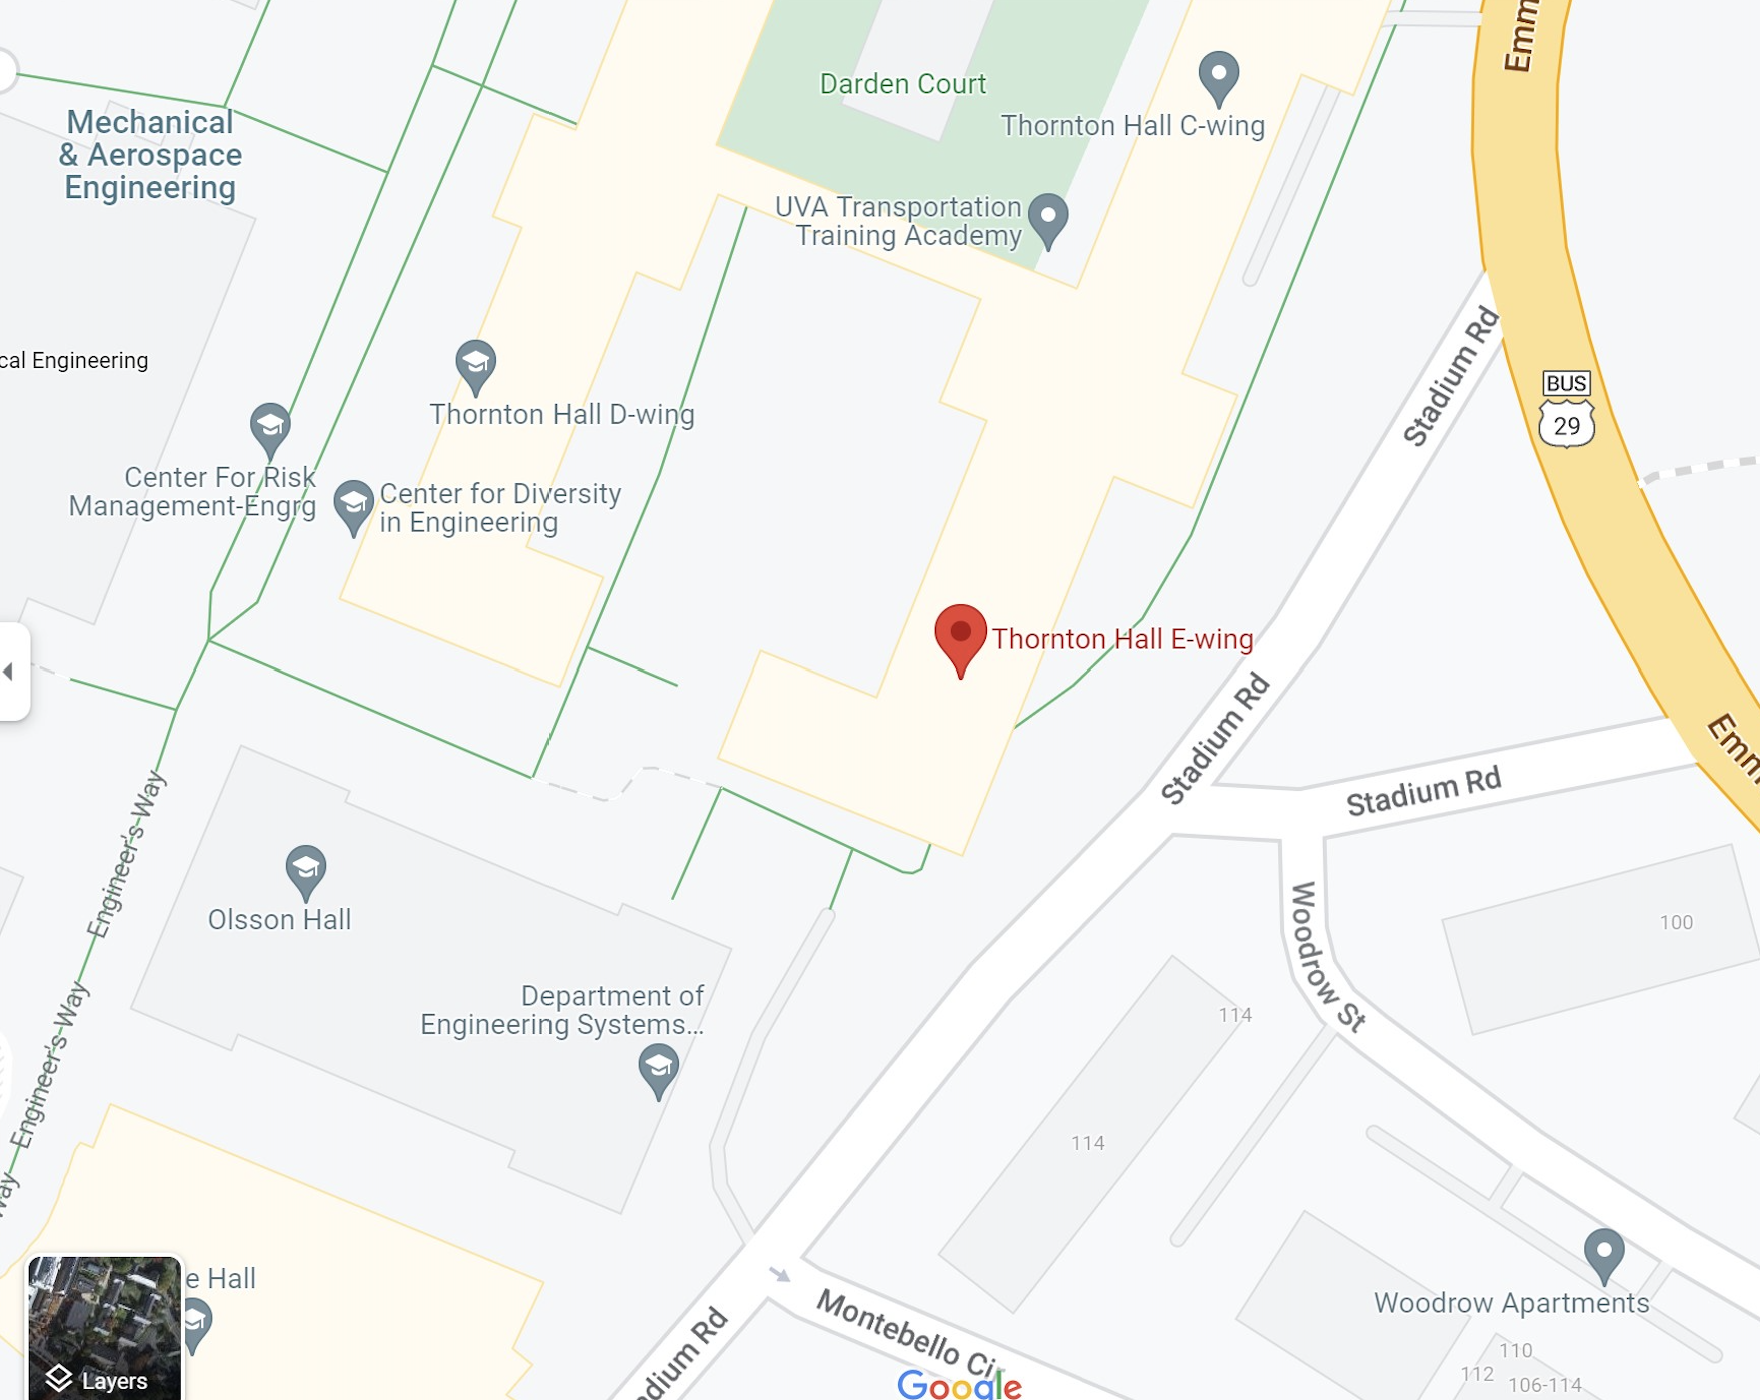 Emm
Darden Court
Thornton Hall C-wing
Mechanical
& Aerospace
Engineering
UVA Transportation
Training Academy
cal Engineering
Stadium Rd
BUS
29
Thornton Hall D-wing
Center For Risk
Management-Engrg
Center for Diversity
in Engineering
Thornton Hall E-wing
Stadium Rd
Stadium Rd
Emm
Engineer's Way
Olsson Hall
Woodrow St
100
Department of
Engineering Systems...
114
Engineer's Way
114
Way
e Hall
Woodrow Apartments
Montebello Cir
adium Rd
110
112
106-114
Layers
Google